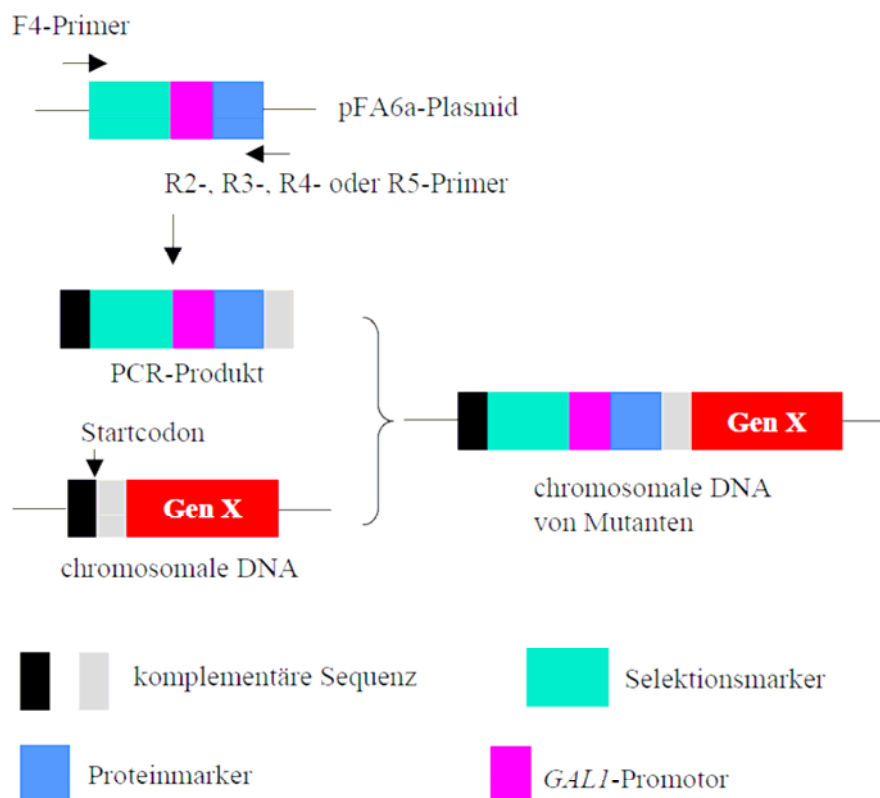 F4-Primer
pFA6a-Plasmid
R2-, R3-, R4- oder R5-Primer
PCR-Produkt
Startcodon
Gen X
chromosomale DNA
Gen X
chromosomale DNA
von Mutanten
komplementäre Sequenz
Selektionsmarker
Proteinmarker
GAL1-Promotor